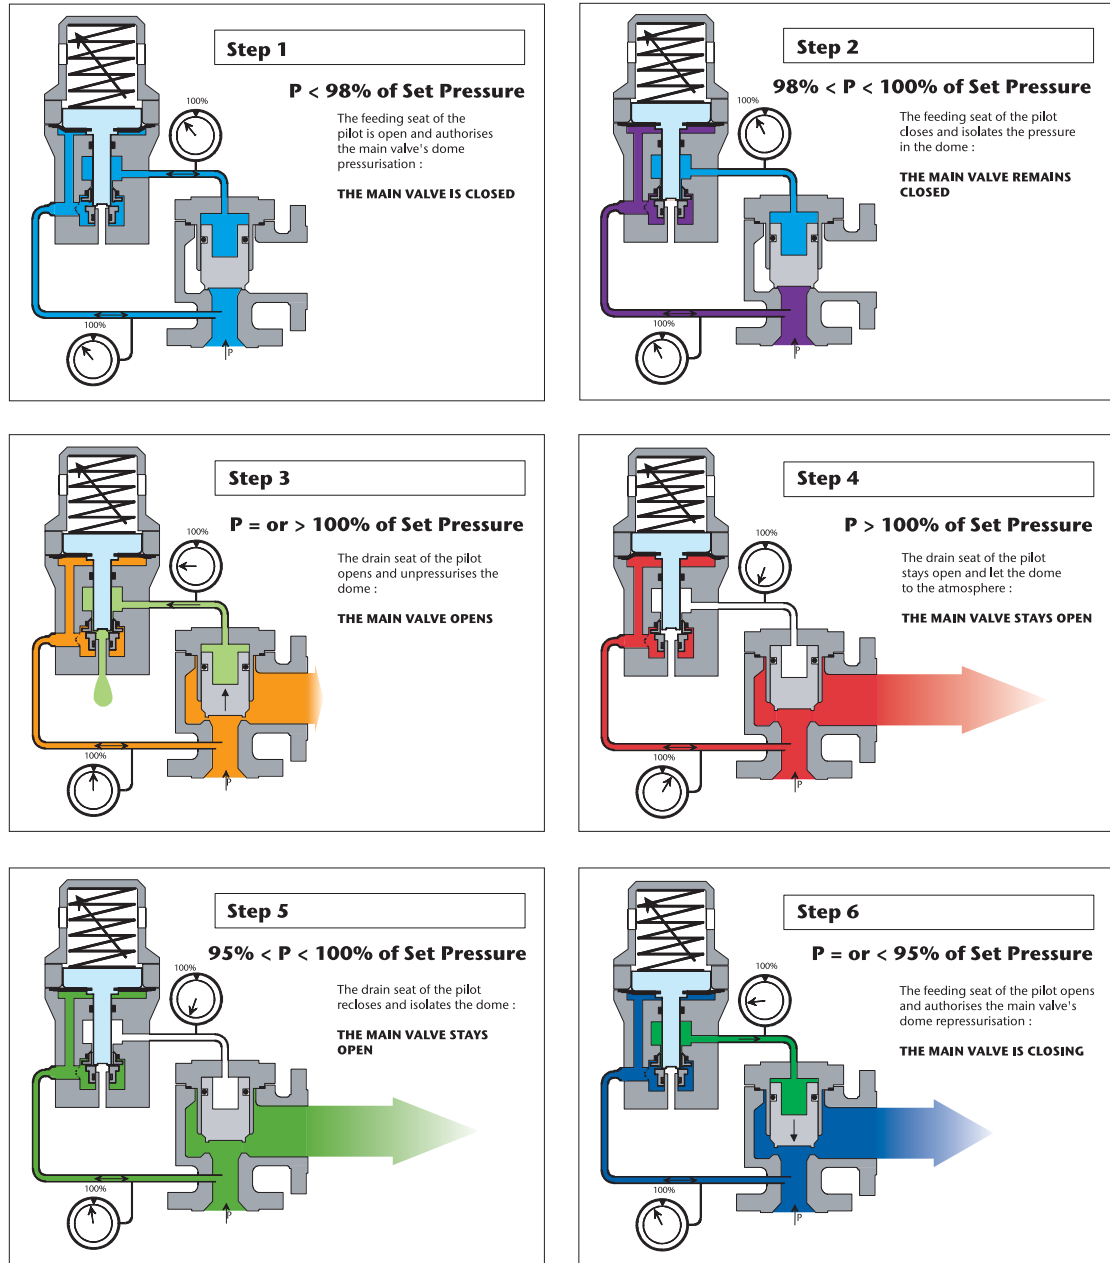 Step 1
P < 98% of Set Pressure
100%
The feeding seat of the
pilot is open and authorises
the main valve's dome
pressurisation :
THE MAIN VALVE IS CLOSED
100%
P
Step 2
98% < P < 100% of Set Pressure
100%
The feeding seat of the pilot
closes and isolates the pressure
in the dome :
THE MAIN VALVE REMAINS
CLOSED
100%
P
Step 3
P = or > 100% of Set Pressure
100%
The drain seat of the pilot
opens and unpressurises the
dome :
THE MAIN VALVE OPENS
100%
P
Step 4
P > 100% of Set Pressure
100%
The drain seat of the pilot
stays open and let the dome
to the atmosphere :
THE MAIN VALVE STAYS OPEN
100%
P
Step 5
95% < P < 100% of Set Pressure
100%
The drain seat of the pilot
recloses and isolates the dome :
THE MAIN VALVE STAYS
OPEN
100%
P
Step 6
P = or < 95% of Set Pressure
100%
The feeding seat of the pilot opens
and authorises the main valve's
dome repressurisation :
THE MAIN VALVE IS CLOSING
100%
P